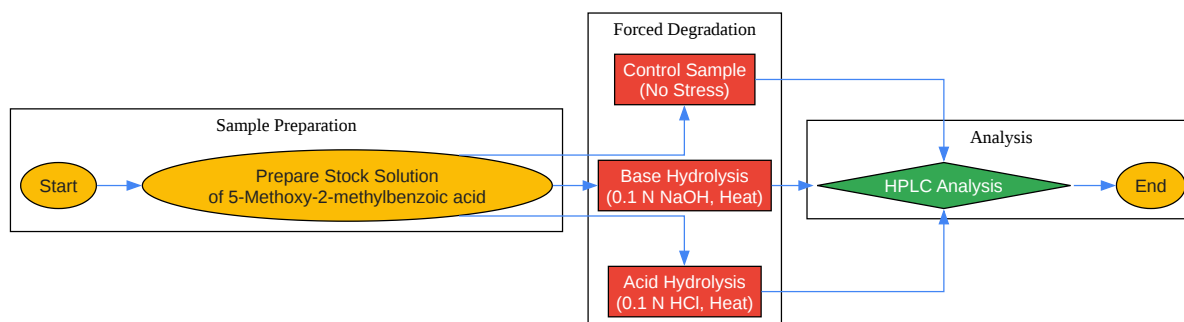 Sample Preparation
Start
Prepare Stock Solution
of 5-Methoxy-2-methylbenzoic acid
Forced Degradation
Control Sample
(No Stress)
Base Hydrolysis
(0.1 N NaOH, Heat)
Acid Hydrolysis
(0.1 N HCl, Heat)
Analysis
HPLC Analysis
End